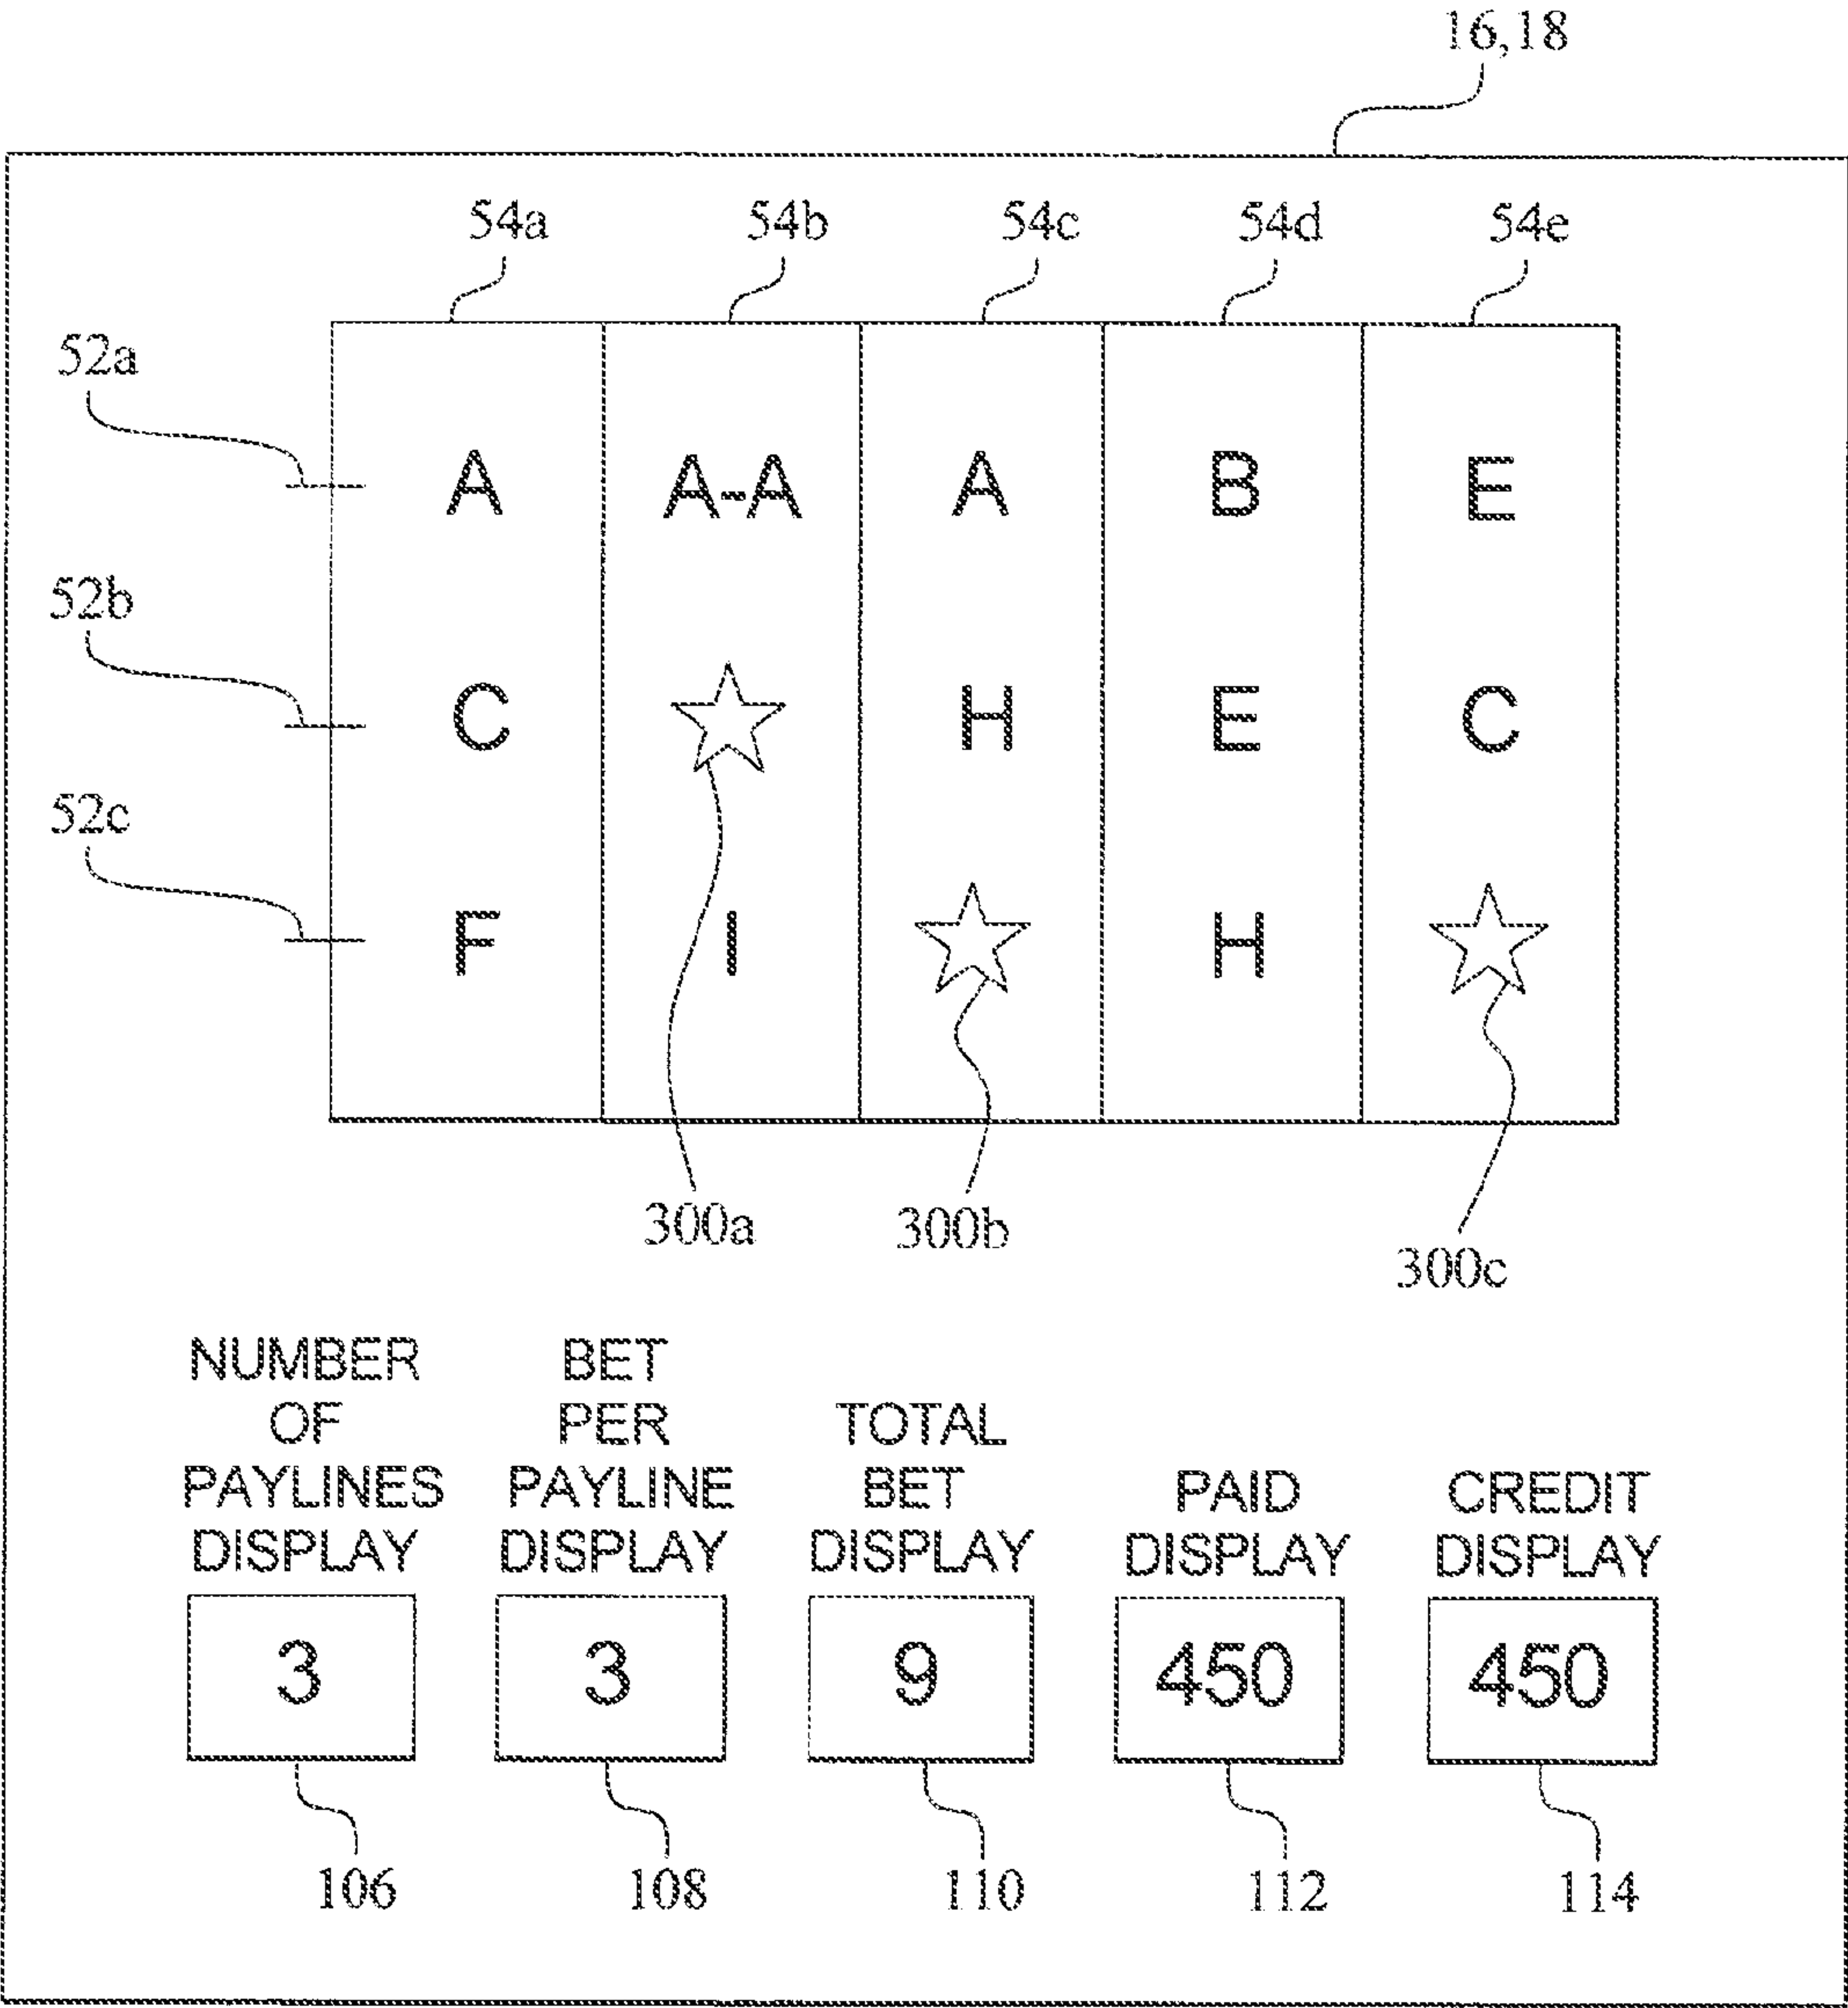 16,18
54a 54b 54c 54d 54e
52a
A A-A A B E
52b
C H E C
52c
F I H
300a 300b
300c
NUMBER
OF
PAYLINES
DISPLAY
3
106
BET
PER
PAYLINE
DISPLAY
3
108
TOTAL
BET
DISPLAY
9
110
PAID
DISPLAY
450
112
CREDIT
DISPLAY
450
114